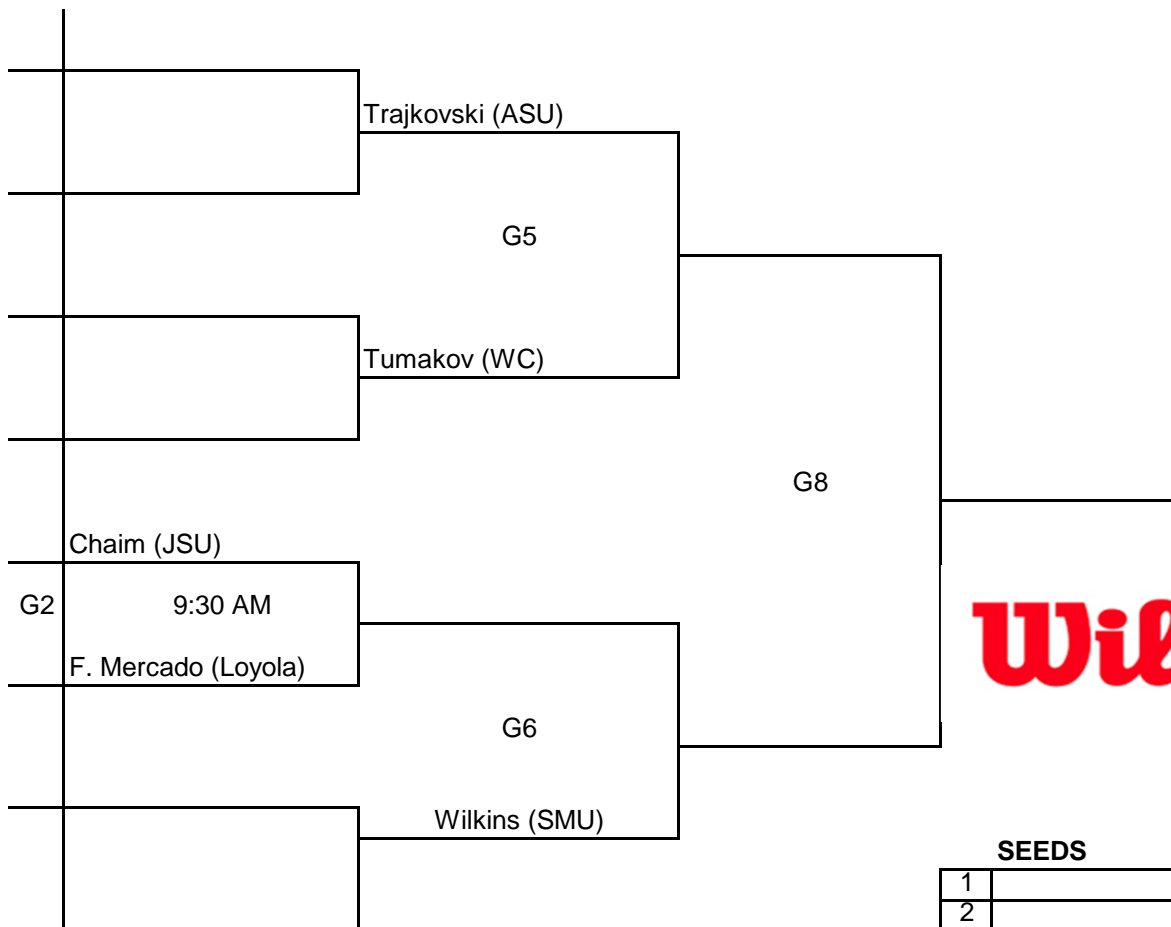 Trajkovski (ASU)
G5
Tumakov (WC)
G8
Chaim (JSU)
G2 9:30 AM
F. Mercado (Loyola)
G6
Wilkins (SMU)
Wil
SEEDS
1
2